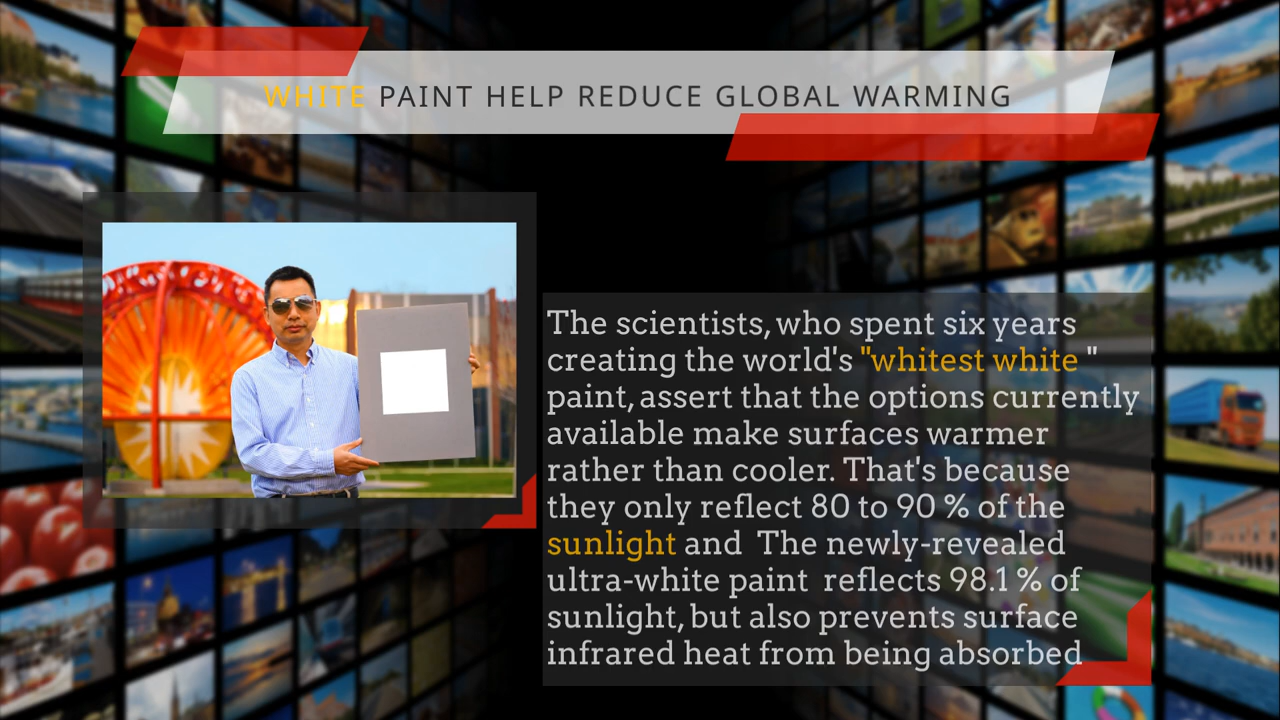 WHITE PAINT HELP REDUCE GLOBAL WARMING
The scientists, who spent six years
creating the world's "whitest white "
paint, assert that the options currently
available make surfaces warmer
rather than cooler. That's because
they only reflect 80 to 90 % of the
sunlight and  The newly-revealed
ultra-white paint  reflects 98.1 % of
sunlight, but also prevents surface
infrared heat from being absorbed